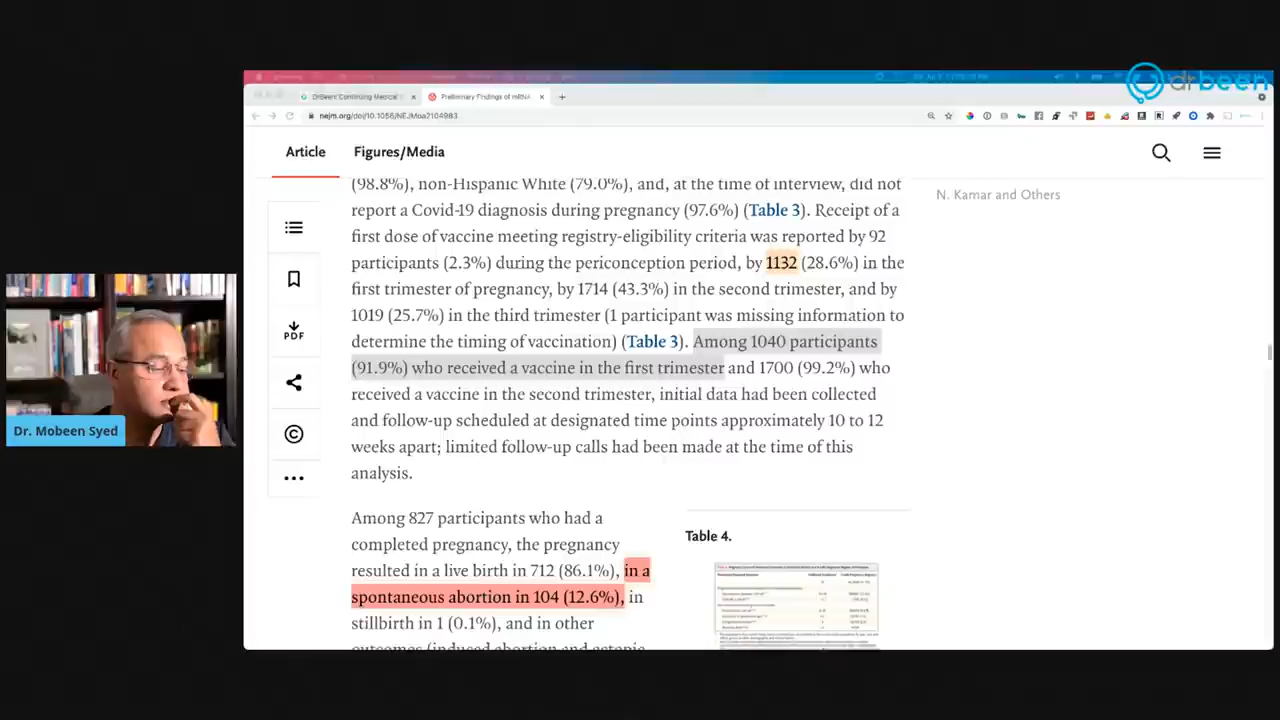 drbeen
DrBeen: Continuing Medical
Preliminary Findings of mRNA
nejm.org/doi/10.1056/NEJMoa2104983
Article
Figures/Media
(98.8%), non-Hispanic White (79.0%), and, at the time of interview, did not
report a Covid-19 diagnosis during pregnancy (97.6%) (Table 3). Receipt of a
first dose of vaccine meeting registry-eligibility criteria was reported by 92
participants (2.3%) during the periconception period, by 1132 (28.6%) in the
first trimester of pregnancy, by 1714 (43.3%) in the second trimester, and by
1019 (25.7%) in the third trimester (1 participant was missing information to
determine the timing of vaccination) (Table 3). Among 1040 participants
(91.9%) who received a vaccine in the first trimester and 1700 (99.2%) who
received a vaccine in the second trimester, initial data had been collected
and follow-up scheduled at designated time points approximately 10 to 12
weeks apart; limited follow-up calls had been made at the time of this
analysis.
Among 827 participants who had a
completed pregnancy, the pregnancy
resulted in a live birth in 712 (86.1%), in a
spontaneous abortion in 104 (12.6%), in
stillbirth in 1 (0.1%), and in other
outcomes (induced abortion and ectopic
N. Kamar and Others
PDF
Table 4.
Dr. Mobeen Syed